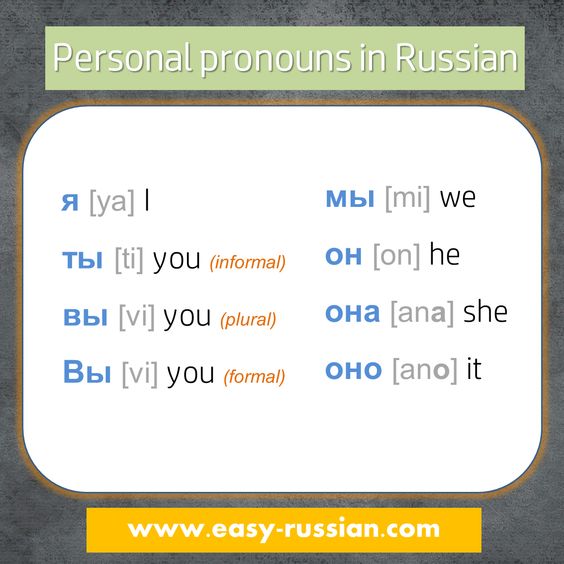 Personal pronouns in Russian
я [ya] I
ты [ti] you (informal)
вы [vi] you (plural)
Вы [vi] you (formal)
мы [mi] we
он [on] he
она [ana] she
оно [ano] it
www.easy-russian.com